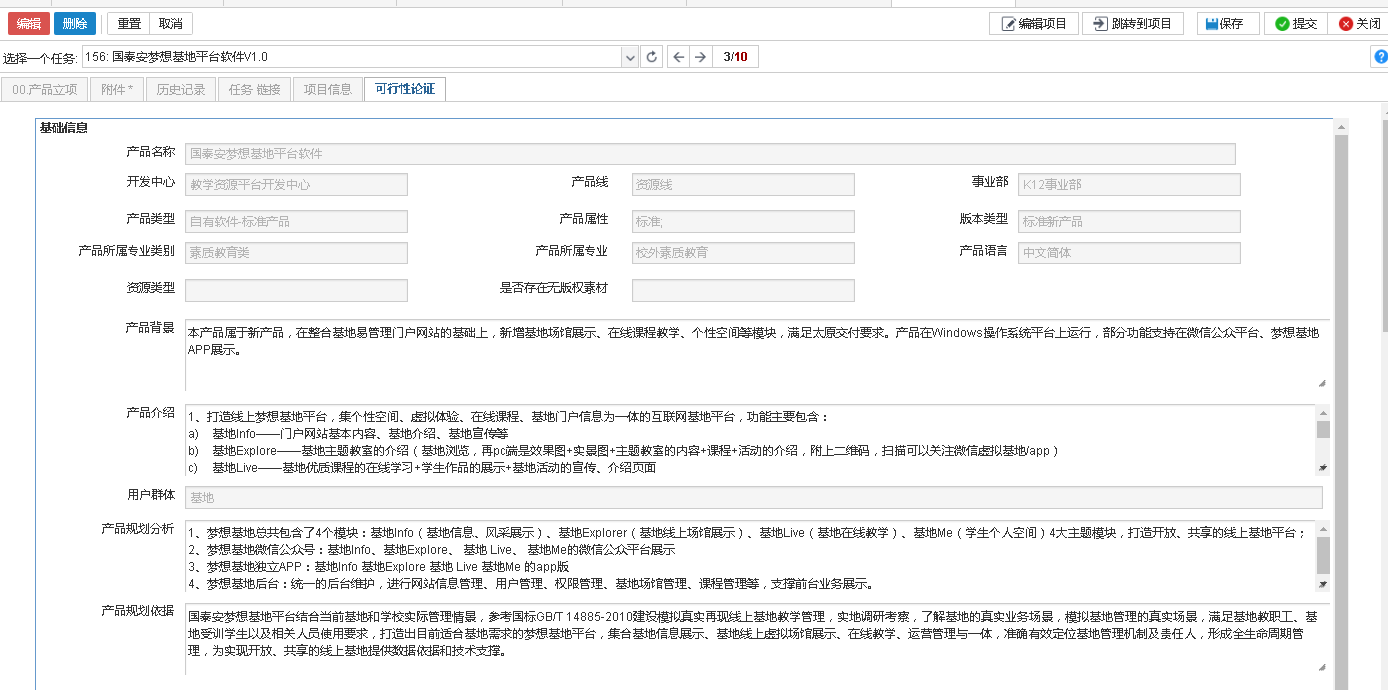 编辑 删除 重置 取消 编辑项目 跳转到项目 保存 提交 关闭
选择一个任务: 156: 国泰安梦想基地平台软件V1.0 3/10
00.产品立项 附件 * 历史记录 任务 链接 项目信息 可行性论证
基础信息
产品名称 国泰安梦想基地平台软件
开发中心 教学资源平台开发中心 产品线 资源线 事业部 K12事业部
产品类型 自有软件-标准产品 产品属性 标准; 版本类型 标准新产品
产品所属专业类别 素质教育类 产品所属专业 校外素质教育 产品语言 中文简体
资源类型 是否存在无版权素材
产品背景 本产品属于新产品，在整合基地易管理门户网站的基础上，新增基地场馆展示、在线课程教学、个性空间等模块，满足太原交付要求。产品在Windows操作系统平台上运行，部分功能支持在微信公众平台、梦想基地
APP展示。
产品介绍 1、打造线上梦想基地平台，集个性空间、虚拟体验、在线课程、基地门户信息为一体的互联网基地平台，功能主要包含：
a) 基地Info——门户网站基本内容、基地介绍、基地宣传等
b) 基地Explore——基地主题教室的介绍（基地浏览，再pc端是效果图+实景图+主题教室的内容+课程+活动的介绍，附上二维码，扫描可以关注微信虚拟基地/app）
c) 基地Live——基地优质课程的在线学习+学生作品的展示+基地活动的宣传、介绍页面
用户群体 基地
产品规划分析 1、梦想基地总共包含了4个模块：基地Info（基地信息、风采展示）、基地Explorer（基地线上场馆展示）、基地Live（基地在线教学）、基地Me（学生个人空间）4大主题模块，打造开放、共享的线上基地平台；
2、梦想基地微信公众号：基地Info、基地Explore、 基地 Live、 基地Me的微信公众平台展示
3、梦想基地独立APP：基地Info 基地Explore 基地 Live 基地Me 的app版
4、梦想基地后台：统一的后台维护，进行网站信息管理、用户管理、权限管理、基地场馆管理、课程管理等，支撑前台业务展示。
产品规划依据 国泰安梦想基地平台结合当前基地和学校实际管理情景，参考国标GB/T 14885-2010建设模拟真实再现线上基地教学管理，实地调研考察，了解基地的真实业务场景，模拟基地管理的真实场景，满足基地教职工、基
地受训学生以及相关人员使用要求，打造出目前适合基地需求的梦想基地平台，集合基地信息展示、基地线上虚拟场馆展示、在线教学、运营管理与一体，准确有效定位基地管理机制及责任人，形成全生命周期管
理，为实现开放、共享的线上基地提供数据依据和技术支撑。